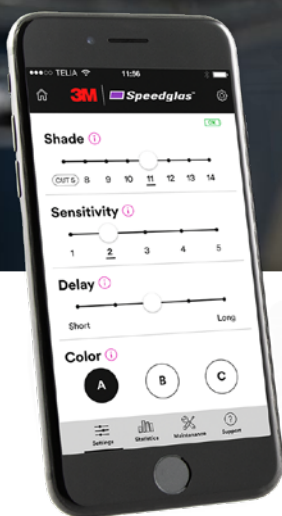 TELIA 11:56
3M Speedglas
OK
Shade
CUT 5 8 9 10 11 12 13 14
Sensitivity
1 2 3 4 5
Delay
Short Long
Color
A B C
Settings Statistics Maintenance Support